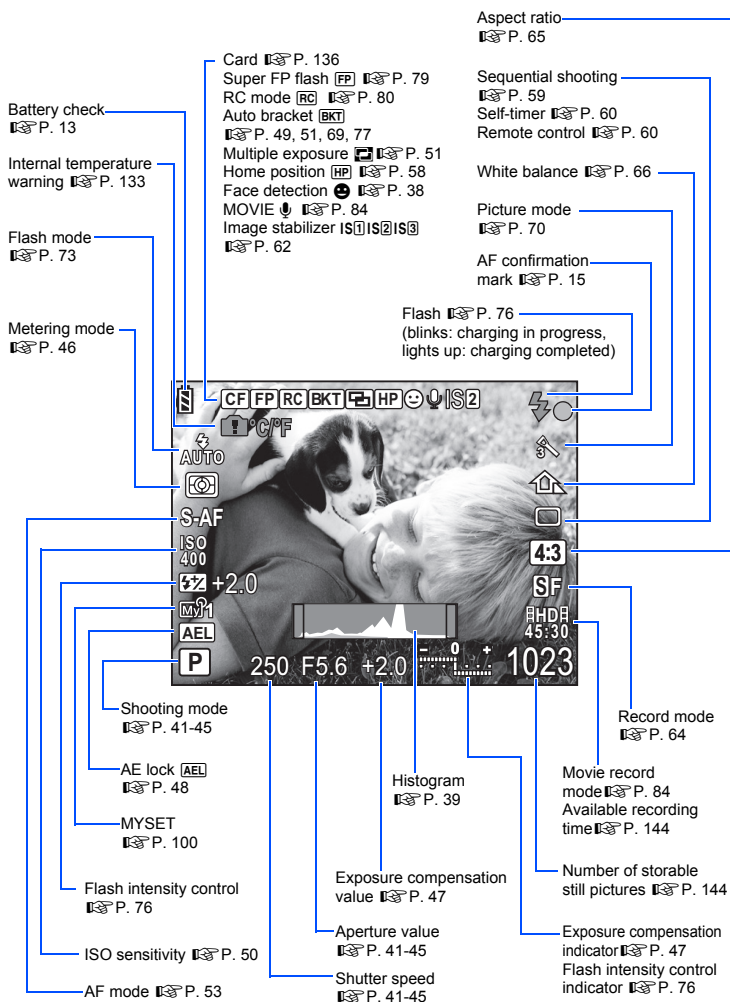 Aspect ratio
P. 65
Card P. 136
Super FP flash FP P. 79
RC mode RC P. 80
Auto bracket BKT
P. 49, 51, 69, 77
Multiple exposure P. 51
Home position HP P. 58
Face detection P. 38
MOVIE P. 84
Image stabilizer IS1 IS2 IS3
P. 62
Sequential shooting
P. 59
Self-timer P. 60
Remote control P. 60
Battery check
P. 13
Internal temperature
warning P. 133
White balance P. 66
Flash mode
P. 73
Picture mode
P. 70
AF confirmation
mark P. 15
Metering mode
P. 46
Flash P. 76
(blinks: charging in progress,
lights up: charging completed)
CF FP RC BKT HP IS2
°C/°F
AUTO
3
S-AF
ISO
400
4:3
+2.0
SF
My1
HD
45:30
AEL
P 250 F5.6 +2.0 - 0 + 1023
Shooting mode
P. 41-45
Record mode
P. 64
AE lock AEL
P. 48
Histogram
P. 39
Movie record
mode P. 84
Available recording
time P. 144
MYSET
P. 100
Exposure compensation
value P. 47
Number of storable
still pictures P. 144
Flash intensity control
P. 76
Aperture value
P. 41-45
Exposure compensation
indicator P. 47
Flash intensity control
indicator P. 76
ISO sensitivity P. 50
Shutter speed
P. 41-45
AF mode P. 53